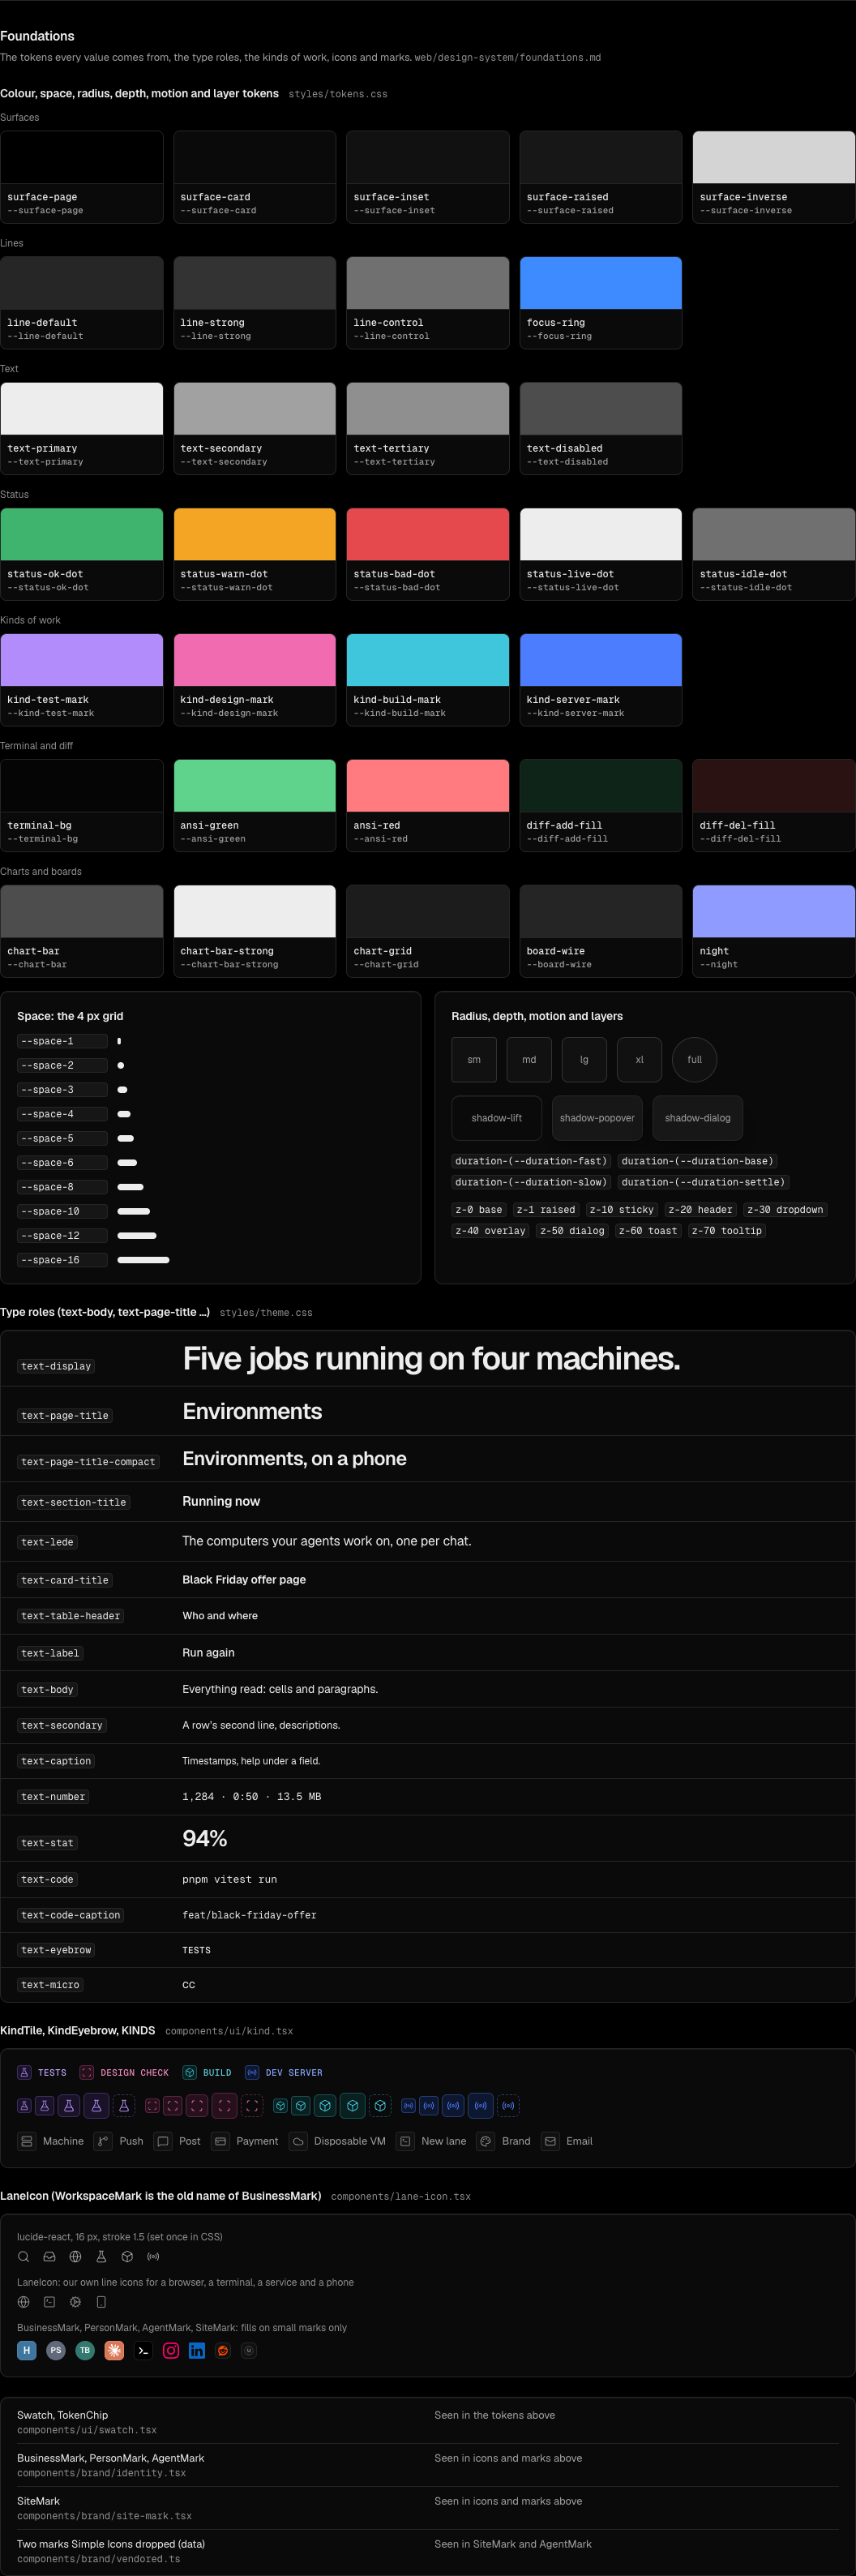 Foundations
The tokens every value comes from, the type roles, the kinds of work, icons and marks. web/design-system/foundations.md
Colour, space, radius, depth, motion and layer tokens styles/tokens.css
Surfaces
surface-page surface-card surface-inset surface-raised surface-inverse
--surface-page --surface-card --surface-inset --surface-raised --surface-inverse
Lines
line-default line-strong line-control focus-ring
--line-default --line-strong --line-control --focus-ring
Text
text-primary text-secondary text-tertiary text-disabled
--text-primary --text-secondary --text-tertiary --text-disabled
Status
status-ok-dot status-warn-dot status-bad-dot status-live-dot status-idle-dot
--status-ok-dot --status-warn-dot --status-bad-dot --status-live-dot --status-idle-dot
Kinds of work
kind-test-mark kind-design-mark kind-build-mark kind-server-mark
--kind-test-mark --kind-design-mark --kind-build-mark --kind-server-mark
Terminal and diff
terminal-bg ansi-green ansi-red diff-add-fill diff-del-fill
--terminal-bg --ansi-green --ansi-red --diff-add-fill --diff-del-fill
Charts and boards
chart-bar chart-bar-strong chart-grid board-wire night
--chart-bar --chart-bar-strong --chart-grid --board-wire --night
Space: the 4 px grid
--space-1
--space-2
--space-3
--space-4
--space-5
--space-6
--space-8
--space-10
--space-12
--space-16
Radius, depth, motion and layers
sm md lg xl full
shadow-lift shadow-popover shadow-dialog
duration-(--duration-fast) duration-(--duration-base)
duration-(--duration-slow) duration-(--duration-settle)
z-0 base z-1 raised z-10 sticky z-20 header z-30 dropdown
z-40 overlay z-50 dialog z-60 toast z-70 tooltip
Type roles (text-body, text-page-title ...) styles/theme.css
text-display Five jobs running on four machines.
text-page-title Environments
text-page-title-compact Environments, on a phone
text-section-title Running now
text-lede The computers your agents work on, one per chat.
text-card-title Black Friday offer page
text-table-header Who and where
text-label Run again
text-body Everything read: cells and paragraphs.
text-secondary A row's second line, descriptions.
text-caption Timestamps, help under a field.
text-number 1,284 · 0:50 · 13.5 MB
text-stat 94%
text-code pnpm vitest run
text-code-caption feat/black-friday-offer
text-eyebrow TESTS
text-micro CC
KindTile, KindEyebrow, KINDS components/ui/kind.tsx
TESTS DESIGN CHECK BUILD DEV SERVER
Machine Push Post Payment Disposable VM New lane Brand Email
LaneIcon (WorkspaceMark is the old name of BusinessMark) components/lane-icon.tsx
lucide-react, 16 px, stroke 1.5 (set once in CSS)
LaneIcon: our own line icons for a browser, a terminal, a service and a phone
BusinessMark, PersonMark, AgentMark, SiteMark: fills on small marks only
H PS TB
Swatch, TokenChip Seen in the tokens above
components/ui/swatch.tsx
BusinessMark, PersonMark, AgentMark Seen in icons and marks above
components/brand/identity.tsx
SiteMark Seen in icons and marks above
components/brand/site-mark.tsx
Two marks Simple Icons dropped (data) Seen in SiteMark and AgentMark
components/brand/vendored.ts